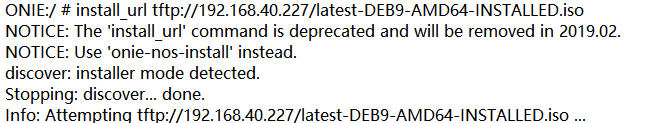 ONIE:/ # install_url tftp://192.168.40.227/latest-DEB9-AMD64-INSTALLED.iso
NOTICE: The 'install_url' command is deprecated and will be removed in 2019.02.
NOTICE: Use 'onie-nos-install' instead.
discover: installer mode detected.
Stopping: discover... done.
Info: Attempting tftp://192.168.40.227/latest-DEB9-AMD64-INSTALLED.iso ...